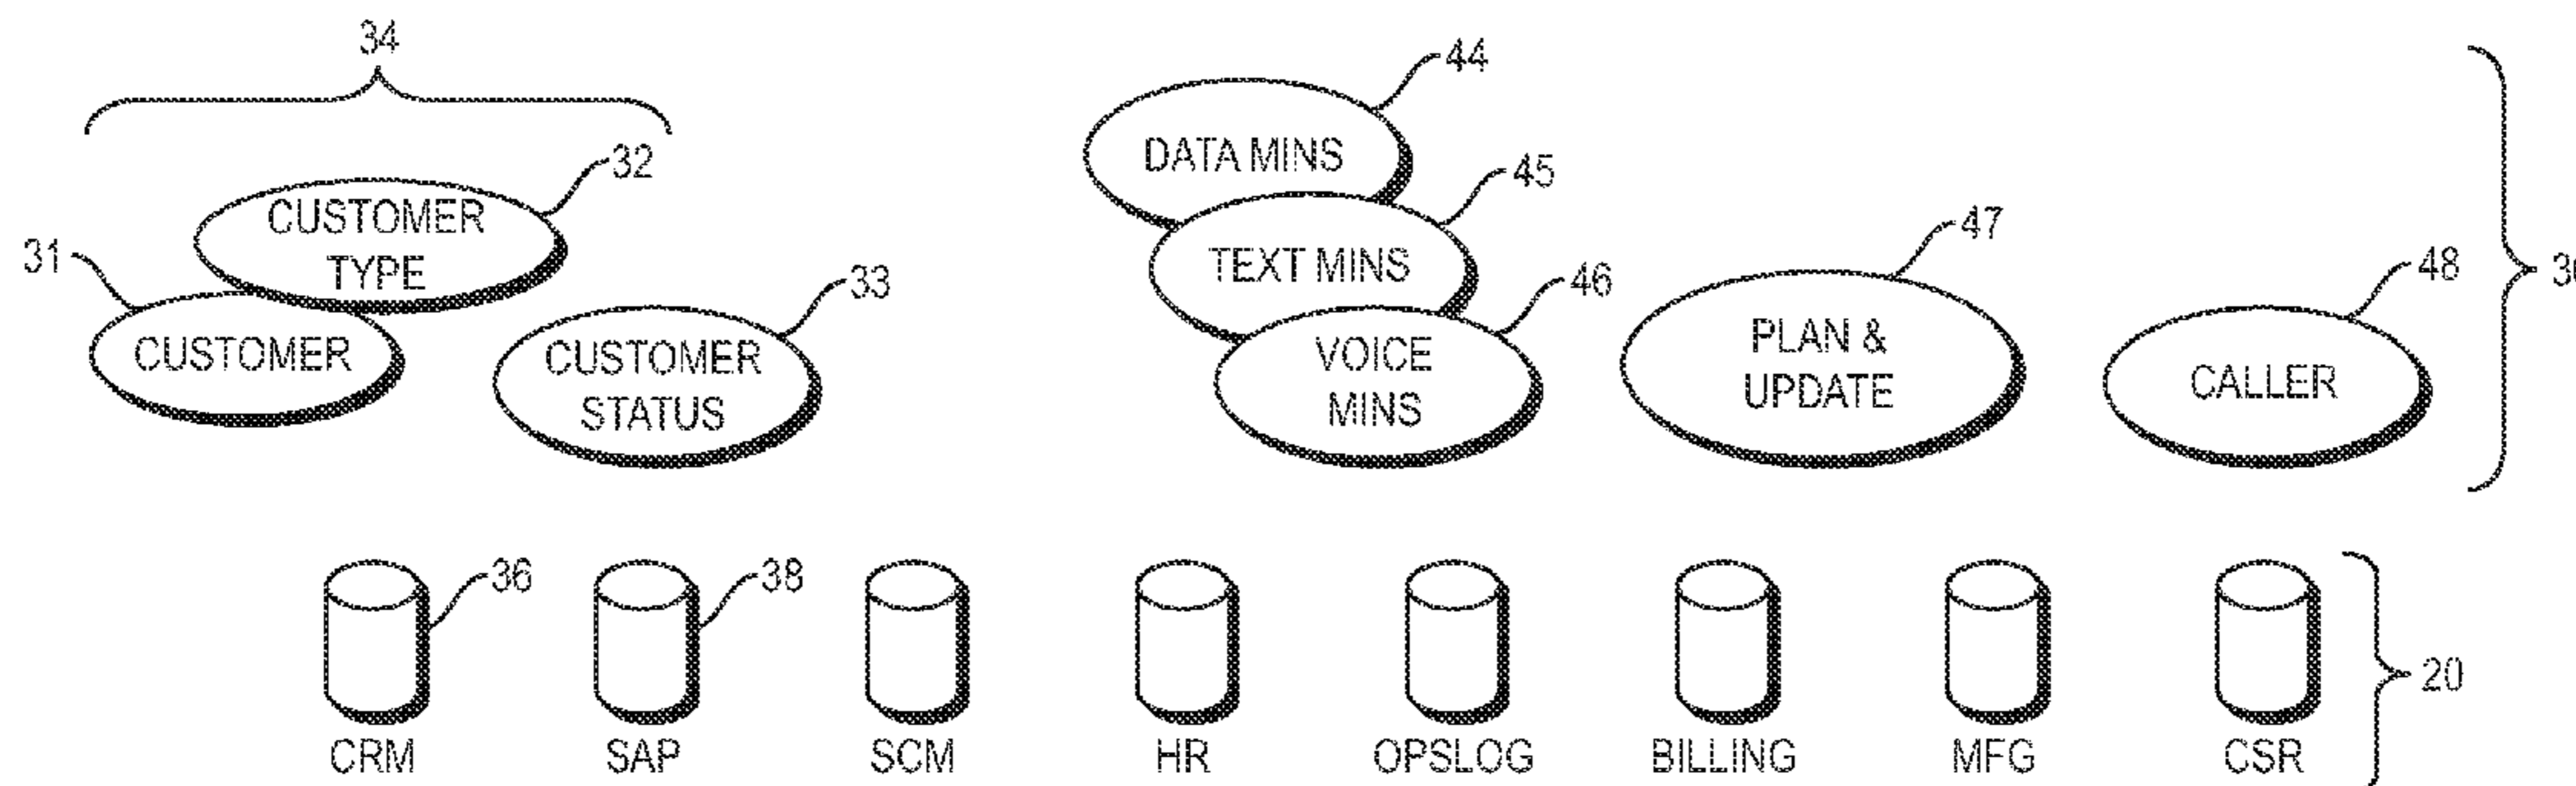 34
44
DATA MINS
32
45
CUSTOMER
TYPE
TEXT MINS
47
31
33
46
48
30
CUSTOMER
CUSTOMER
STATUS
VOICE
MINS
PLAN &
UPDATE
CALLER
36
38
20
CRM
SAP
SCM
HR
OPSLOG
BILLING
MFG
CSR